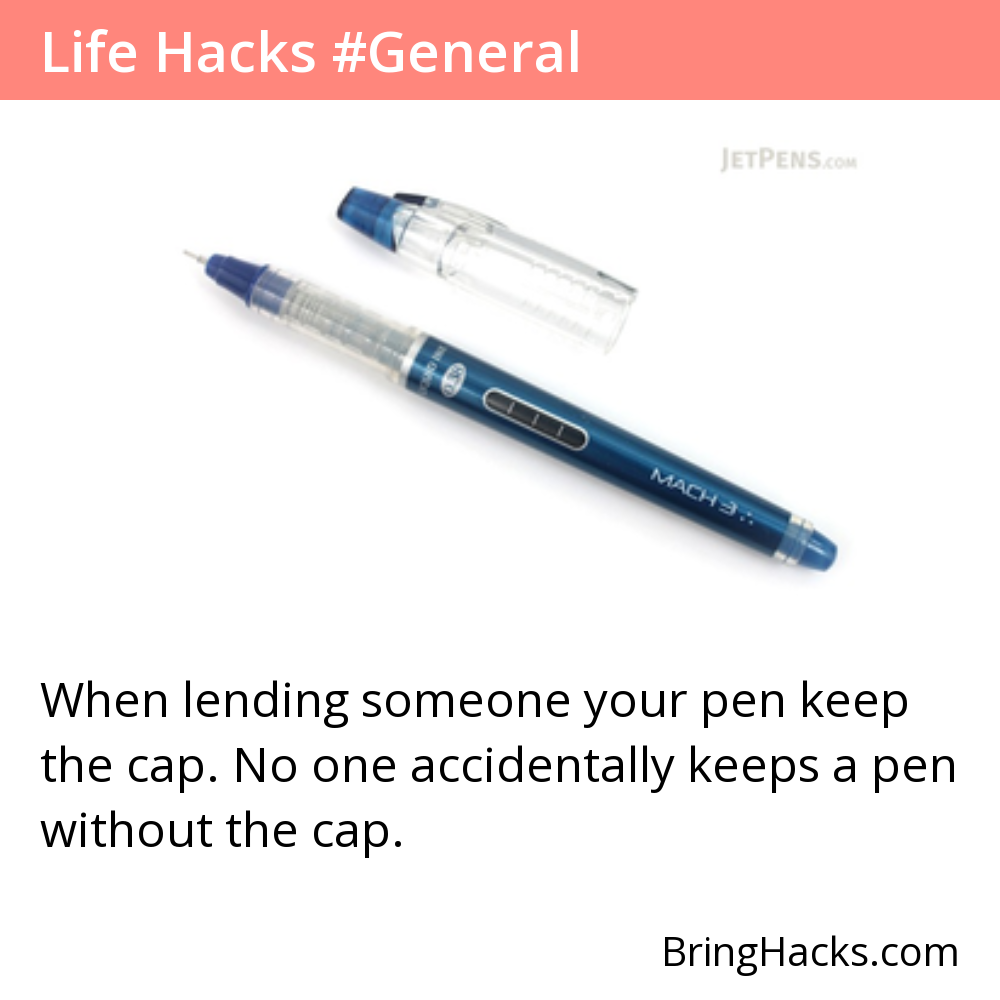 Life Hacks #General
JETPENS.COM
MACH 3
When lending someone your pen keep
the cap. No one accidentally keeps a pen
without the cap.
BringHacks.com